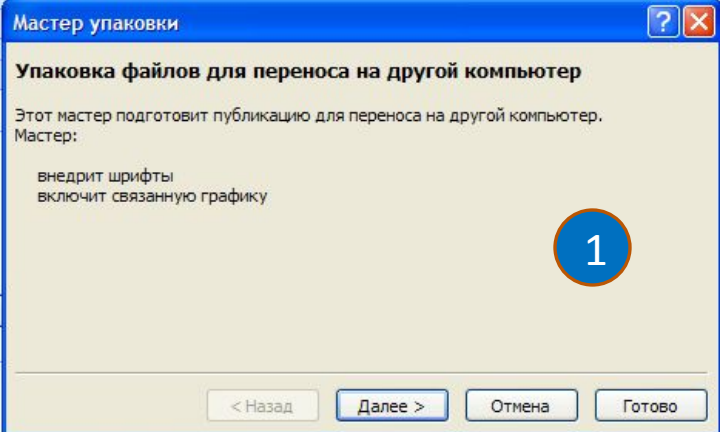 Мастер упаковки
?
Упаковка файлов для переноса на другой компьютер
Этот мастер подготовит публикацию для переноса на другой компьютер.
Мастер:
внедрит шрифты
включит связанную графику
1
< Назад Далее > Отмена Готово